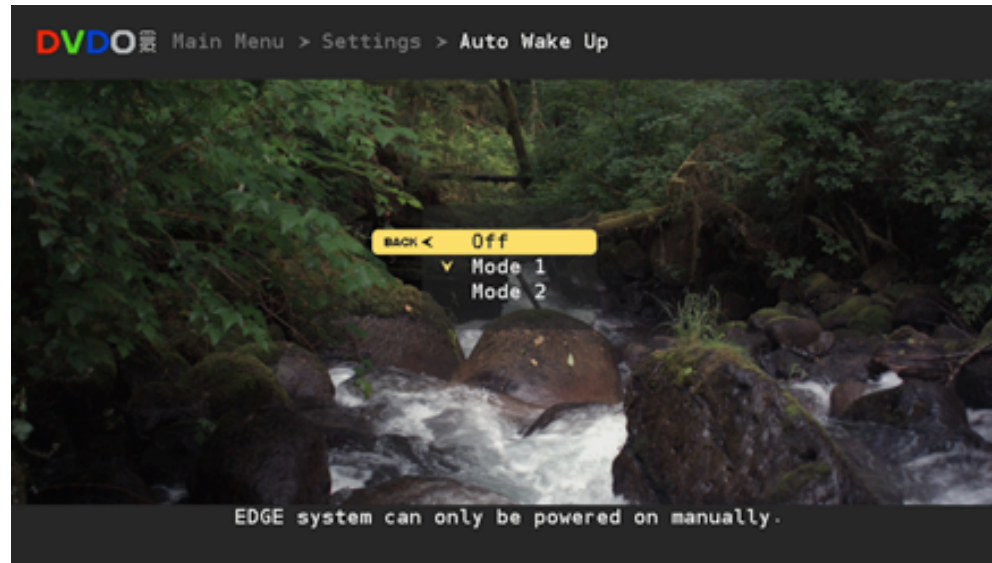 DVDO Main Menu > Settings > Auto Wake Up
BACK < Off
Mode 1
Mode 2
EDGE system can only be powered on manually.